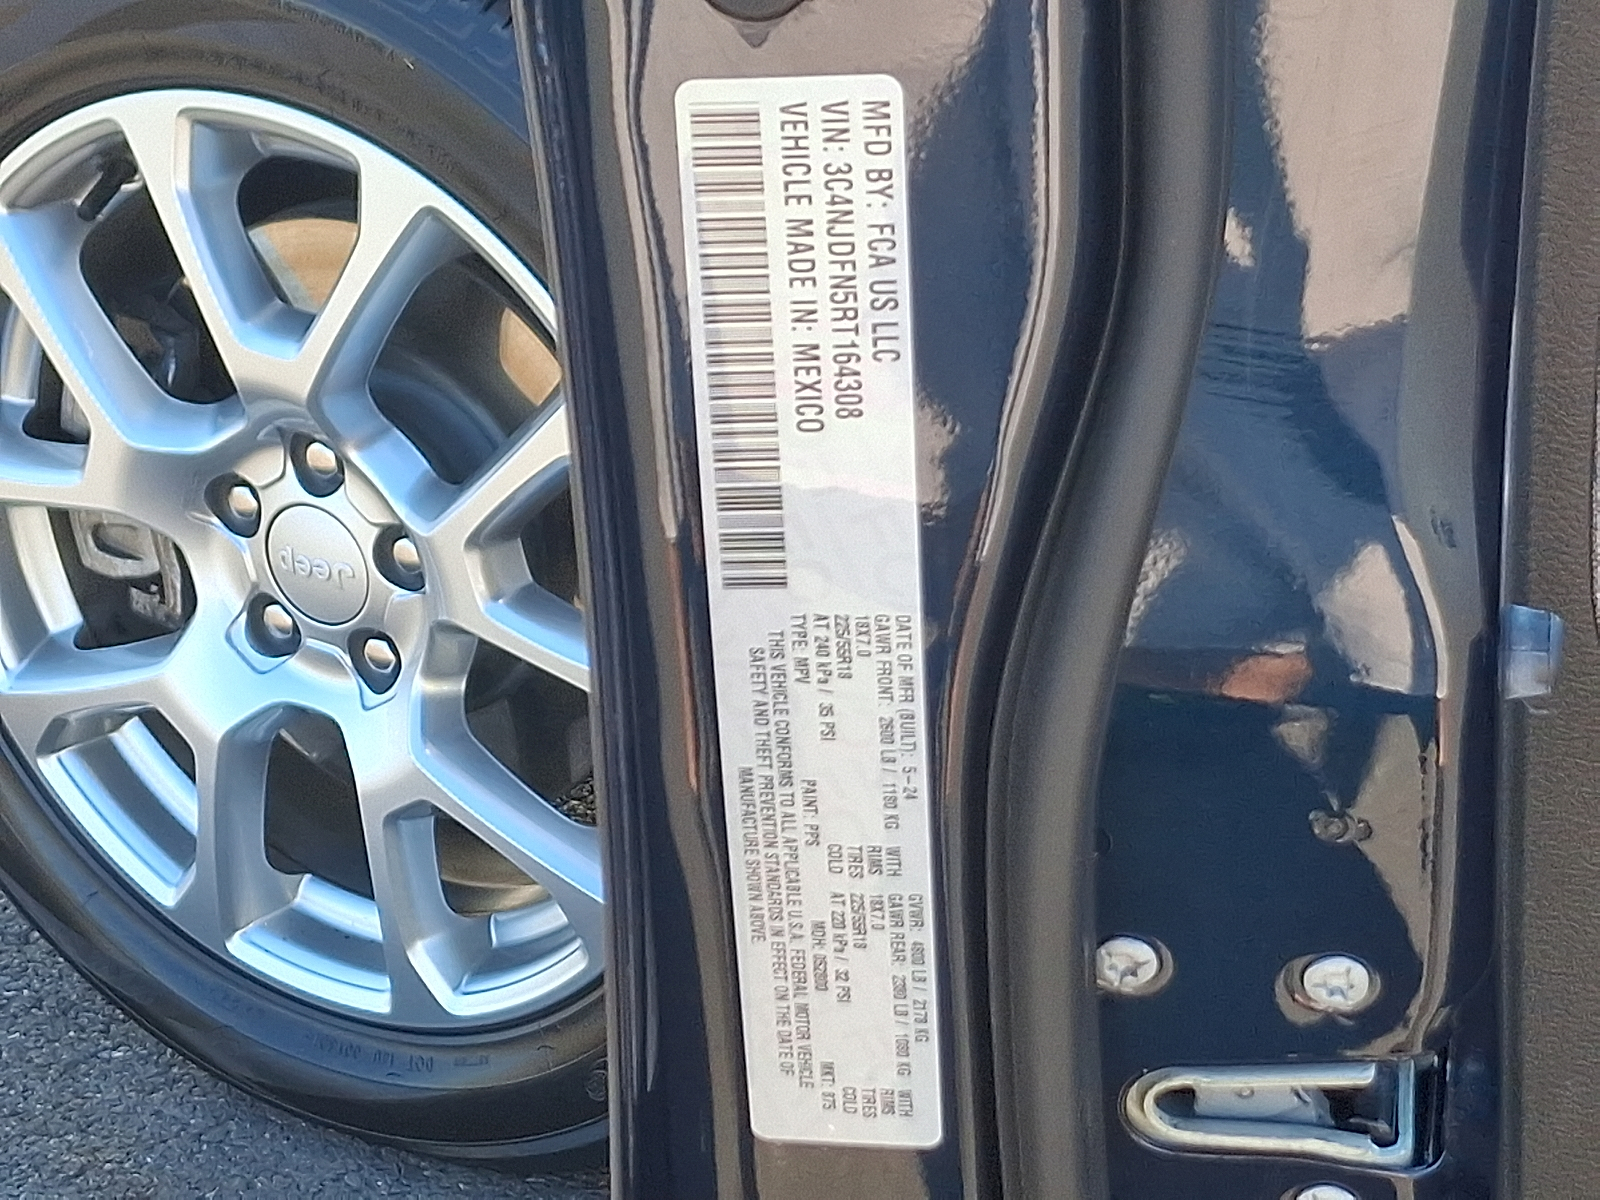 MFD BY: FCA US LLC
VIN: 3C4NJDFN5RT164308
VEHICLE MADE IN: MEXICO
DATE OF MFR (BUILT): 5-24 GVWR: 4800 LB / 2178 KG
GAWR FRONT: 2600 LB / 1180 KG WITH GAWR REAR: 2380 LB / 1080 KG WITH
18X7.0 RIMS 18X7.0 RIMS
225/55R18 TIRES 225/55R18 TIRES
AT 240 kPa / 35 PSI COLD AT 220 kPa / 32 PSI COLD
TYPE: MPV PAINT: PPS MDH: 052800 MKT: 875
THIS VEHICLE CONFORMS TO ALL APPLICABLE U.S.A. FEDERAL MOTOR VEHICLE
SAFETY AND THEFT PREVENTION STANDARDS IN EFFECT ON THE DATE OF
MANUFACTURE SHOWN ABOVE.
Jeep